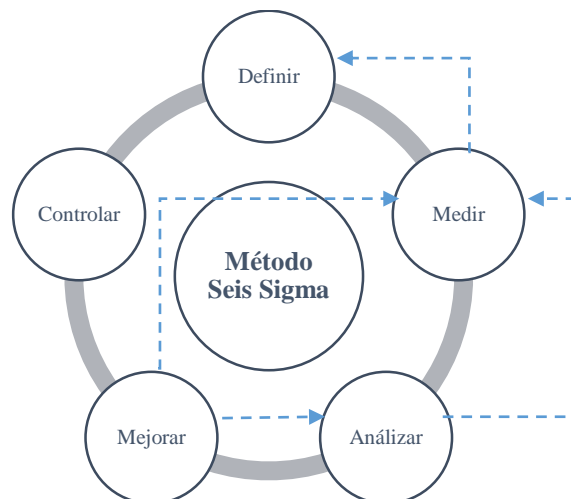 Definir
Controlar
Medir
Método
Seis Sigma
Mejorar
Análizar